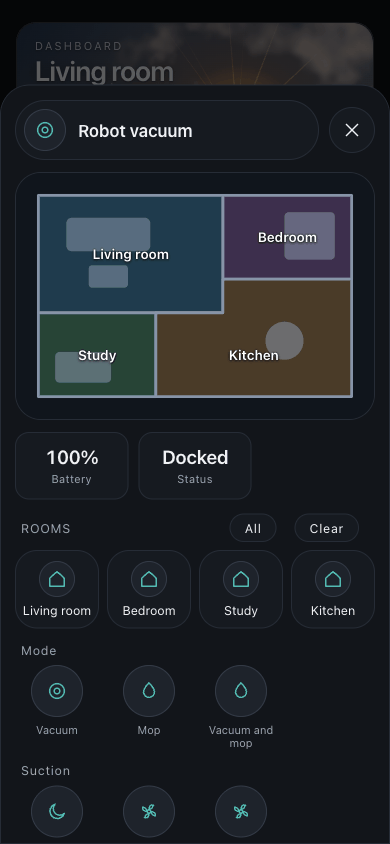 DASHBOARD
Living room
Robot vacuum
Living room
Bedroom
Study
Kitchen
100%
Battery
Docked
Status
ROOMS
All
Clear
Living room
Bedroom
Study
Kitchen
Mode
Vacuum
Mop
Vacuum and
mop
Suction